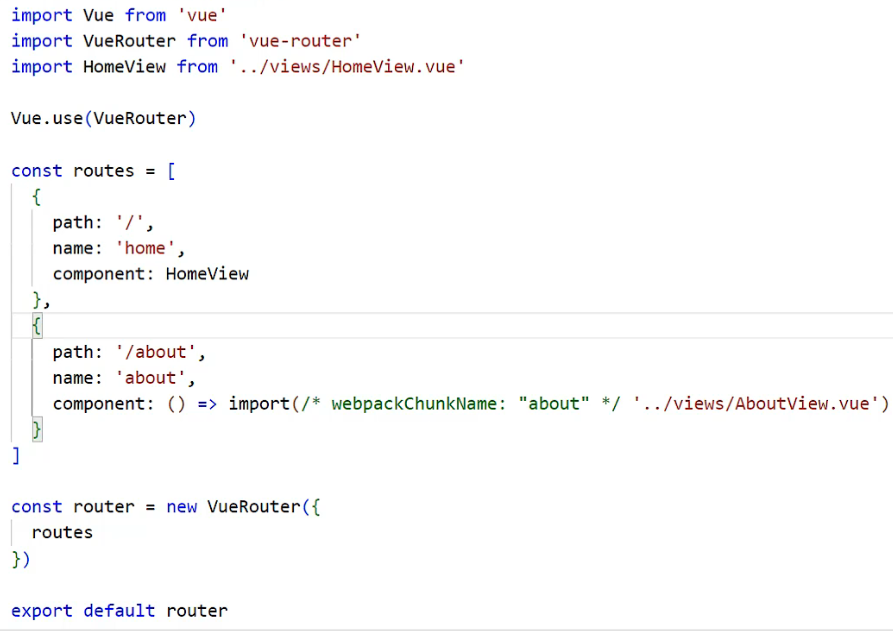 import Vue from 'vue'
import VueRouter from 'vue-router'
import HomeView from '../views/HomeView.vue'
Vue.use(VueRouter)
const routes = [
{
path: '/',
name: 'home',
component: HomeView
},
{
path: '/about',
name: 'about',
component: () => import(/* webpackChunkName: "about" */ '../views/AboutView.vue')
}
]
const router = new VueRouter({
routes
})
export default router